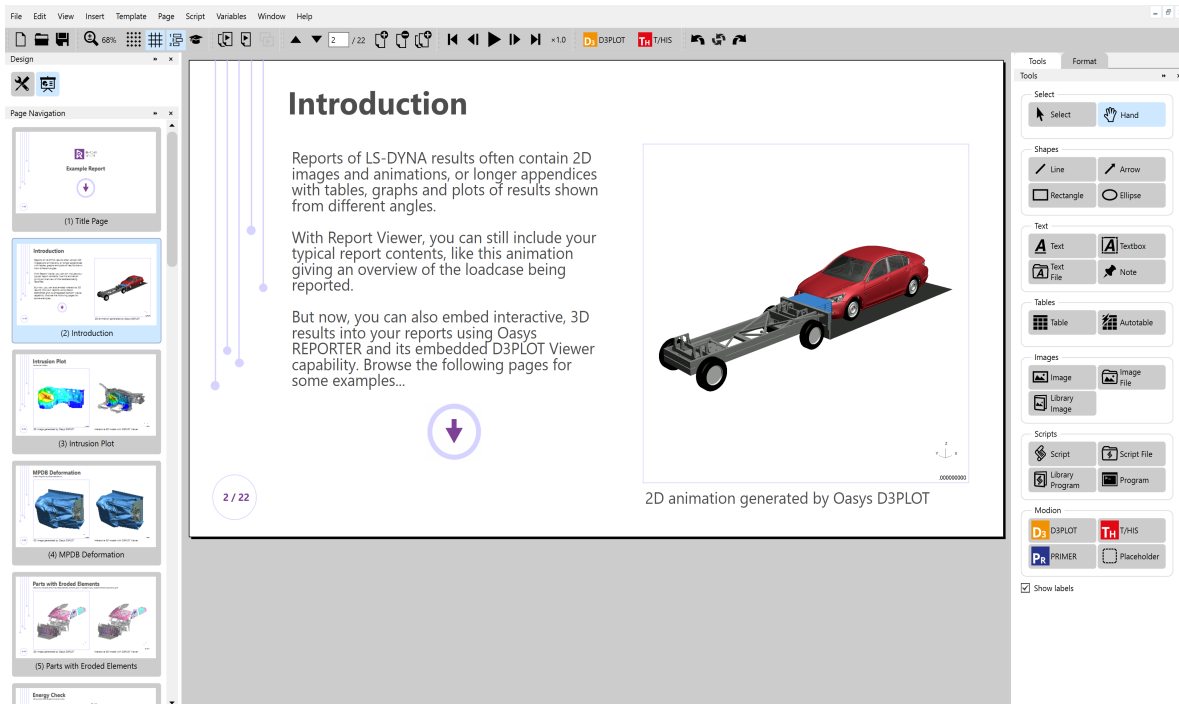 File Edit View Insert Template Page Script Variables Window Help
68% 2 / 22 ×1.0 D3 D3PLOT TH T/HIS
Design
Page Navigation
Example Report
(1) Title Page
Introduction
(2) Introduction
Intrusion Plot
(3) Intrusion Plot
MPDB Deformation
(4) MPDB Deformation
Parts with Eroded Elements
(5) Parts with Eroded Elements
Energy Check
Introduction
Reports of LS-DYNA results often contain 2D
images and animations, or longer appendices
with tables, graphs and plots of results shown
from different angles.
With Report Viewer, you can still include your
typical report contents, like this animation
giving an overview of the loadcase being
reported.
But now, you can also embed interactive, 3D
results into your reports using Oasys
REPORTER and its embedded D3PLOT Viewer
capability. Browse the following pages for
some examples...
2 / 22
.000000000
2D animation generated by Oasys D3PLOT
Tools Format
Tools
Select
Select Hand
Shapes
Line Arrow
Rectangle Ellipse
Text
Text Textbox
Text
File
Note
Tables
Table Autotable
Images
Image
Image
File
Library
Image
Scripts
Script Script File
Library
Program
Program
Modion
D3 D3PLOT TH T/HIS
PR PRIMER Placeholder
Show labels